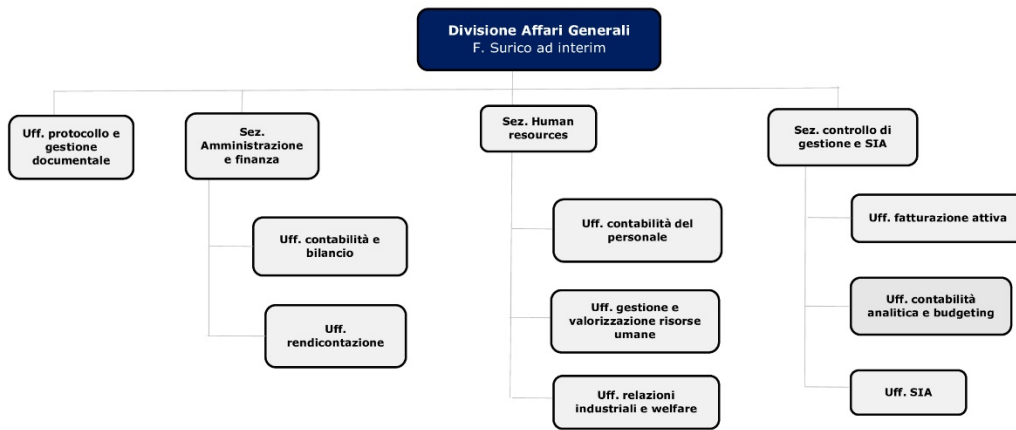 Divisione Affari Generali
F. Surico ad interim
Uff. protocollo e
gestione
documentale
Sez.
Amministrazione
e finanza
Sez. Human
resources
Sez. controllo di
gestione e SIA
Uff. contabilità e
bilancio
Uff.
rendicontazione
Uff. contabilità del
personale
Uff. gestione e
valorizzazione risorse
umane
Uff. relazioni
industriali e welfare
Uff. fatturazione attiva
Uff. contabilità
analitica e budgeting
Uff. SIA